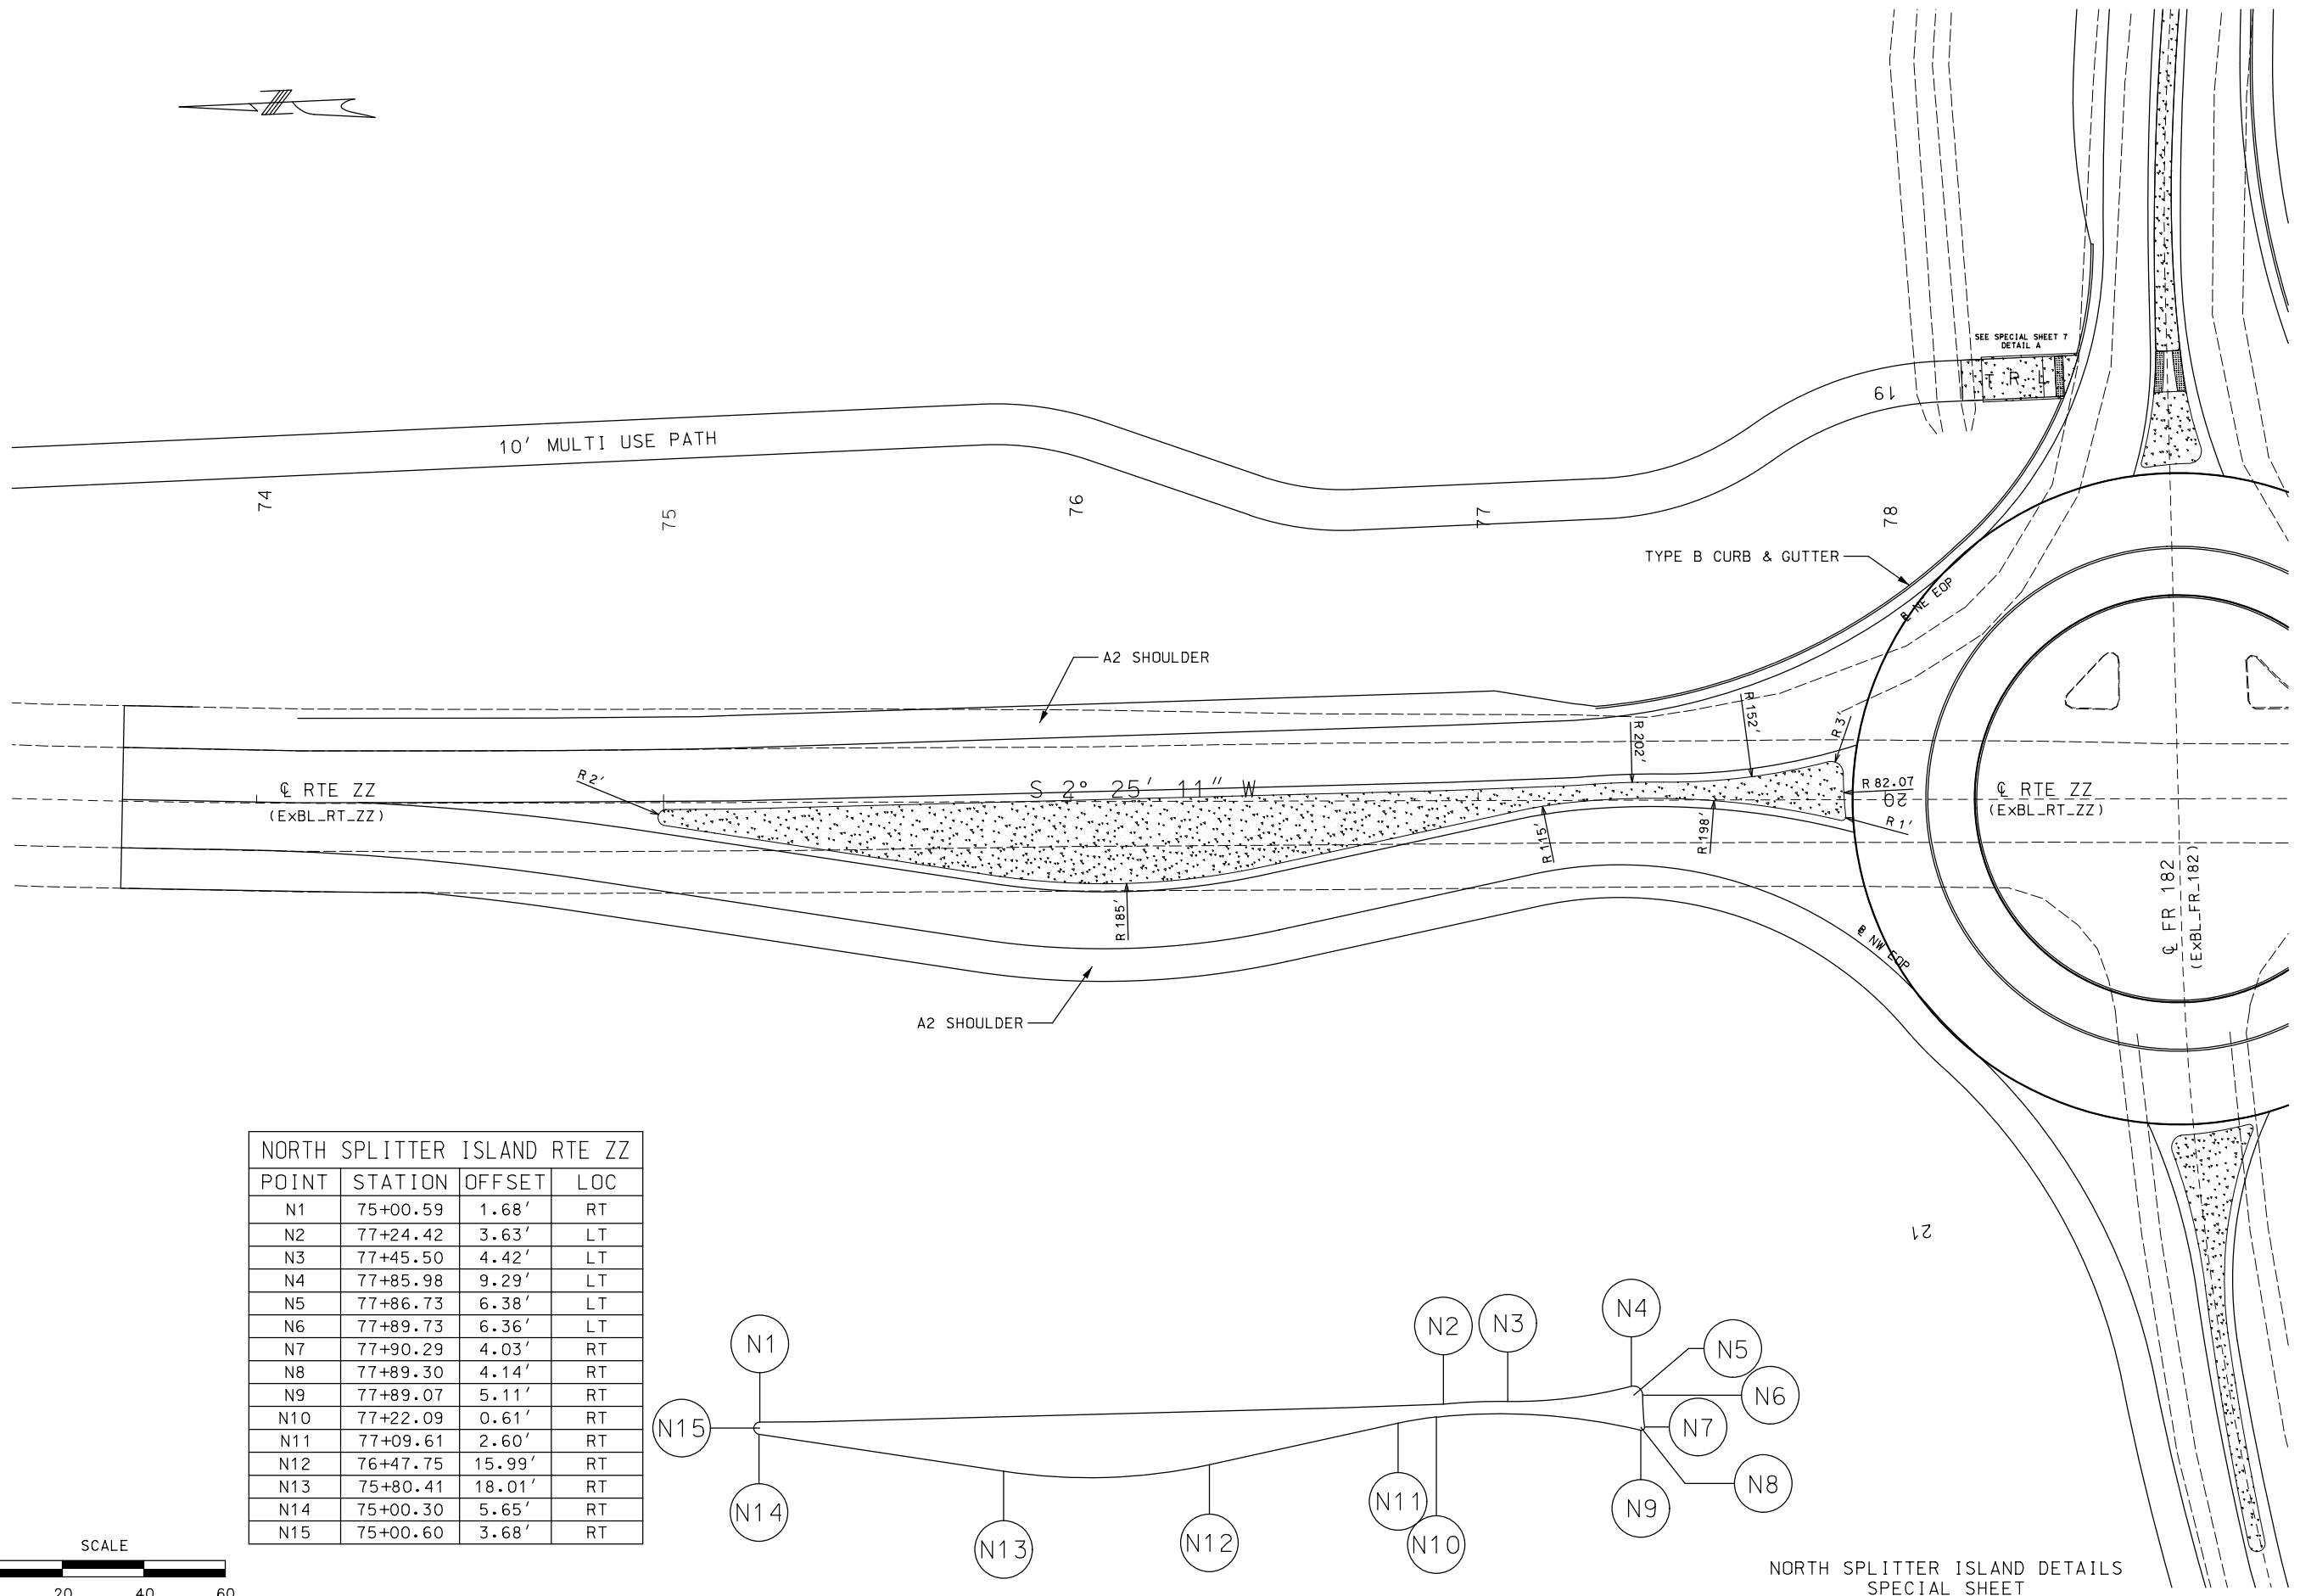 SEE SPECIAL SHEET 7
DETAIL A
T R L
19
10' MULTI USE PATH
74
75
76
77
78
TYPE B CURB & GUTTER
℄ NE EOP
A2 SHOULDER
R 152'
R 3'
R 202'
R 2'
S 2° 25' 11" W
℄ RTE ZZ
(ExBL_RT_ZZ)
R 82.07
20
R 1'
℄ RTE ZZ
(ExBL_RT_ZZ)
R 115'
R 198'
R 185'
℄ FR 182
(ExBL_FR_182)
℄ NW EOP
A2 SHOULDER
21
NORTH SPLITTER ISLAND RTE ZZ
POINT STATION OFFSET LOC
N1 75+00.59 1.68' RT
N2 77+24.42 3.63' LT
N3 77+45.50 4.42' LT
N4 77+85.98 9.29' LT
N5 77+86.73 6.38' LT
N6 77+89.73 6.36' LT
N7 77+90.29 4.03' RT
N8 77+89.30 4.14' RT
N9 77+89.07 5.11' RT
N10 77+22.09 0.61' RT
N11 77+09.61 2.60' RT
N12 76+47.75 15.99' RT
N13 75+80.41 18.01' RT
N14 75+00.30 5.65' RT
N15 75+00.60 3.68' RT
N1
N2
N3
N4
N5
N6
N7
N8
N9
N10
N11
N12
N13
N14
N15
SCALE
20 40 60
NORTH SPLITTER ISLAND DETAILS
SPECIAL SHEET